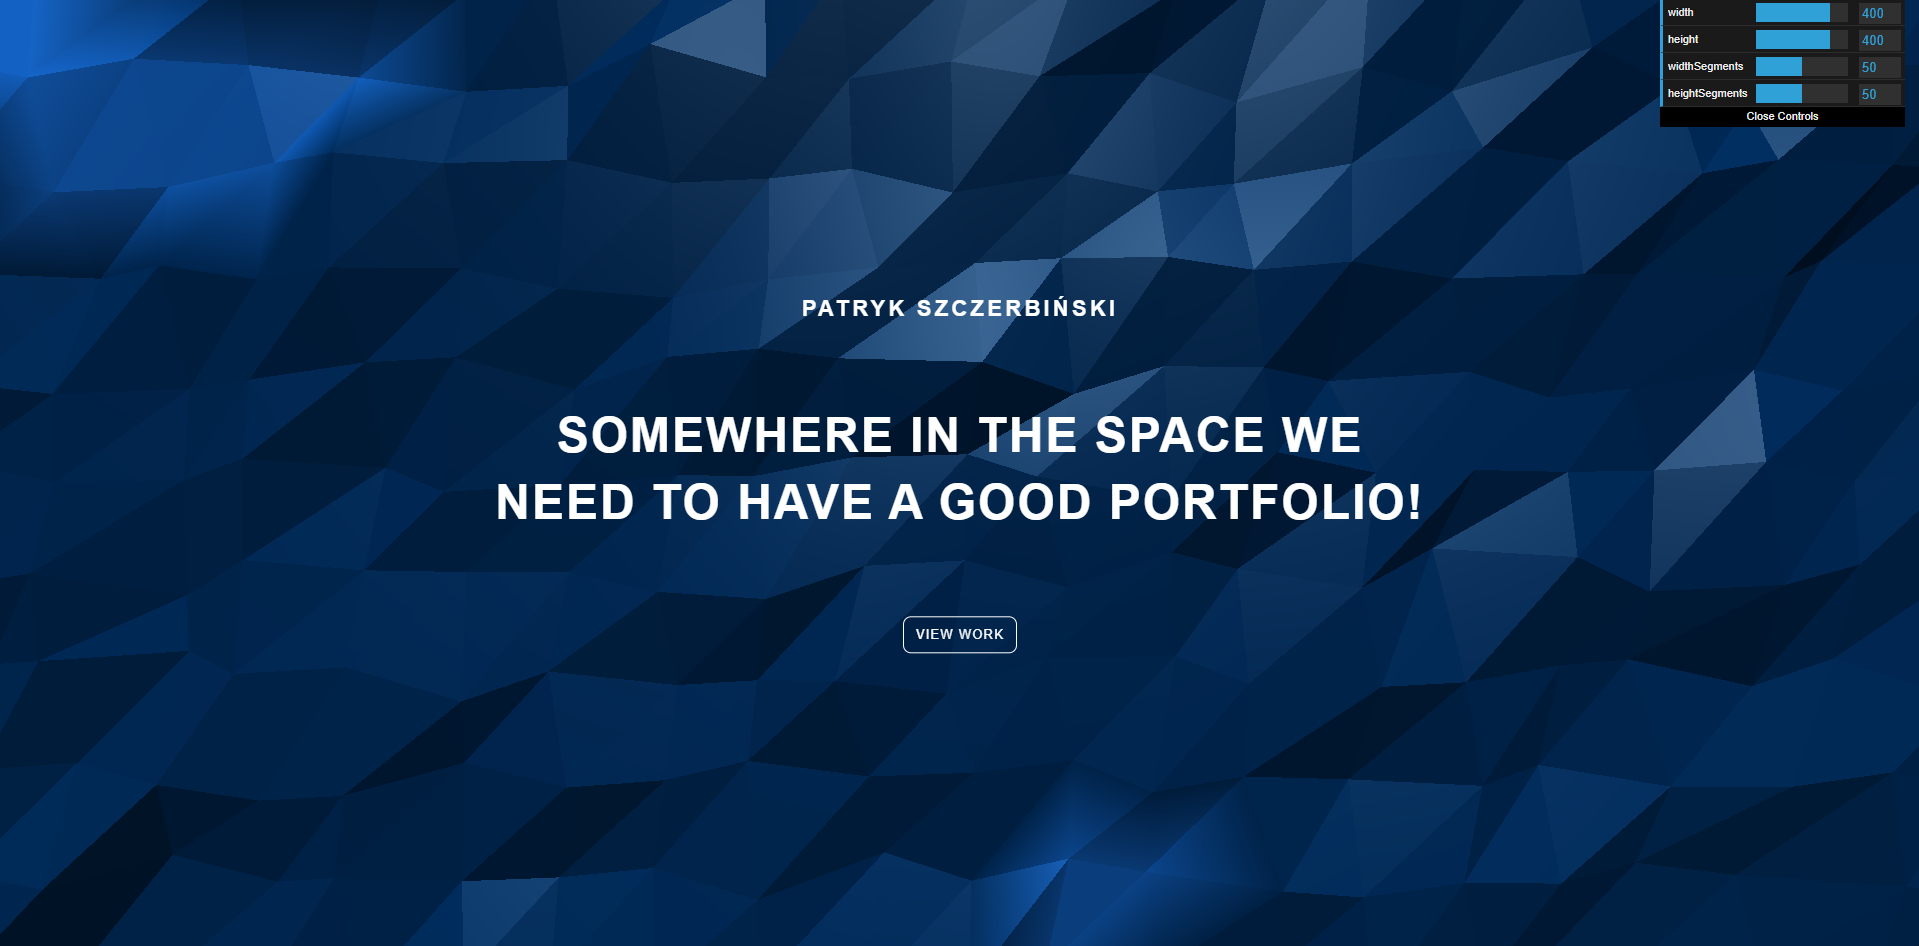 width 400
height 400
widthSegments 50
heightSegments 50
Close Controls
PATRYK SZCZERBIŃSKI
SOMEWHERE IN THE SPACE WE
NEED TO HAVE A GOOD PORTFOLIO!
VIEW WORK